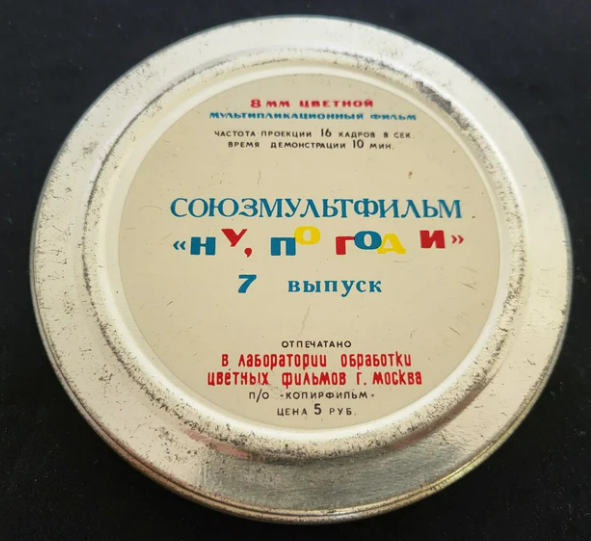 8 ММ ЦВЕТНОЙ
МУЛЬТИПЛИКАЦИОННЫЙ ФИЛЬМ
ЧАСТОТА ПРОЕКЦИИ 16 КАДРОВ В СЕК.
ВРЕМЯ ДЕМОНСТРАЦИИ 10 МИН.
СОЮЗМУЛЬТФИЛЬМ
«НУ, ПОГОДИ»
7 ВЫПУСК
ОТПЕЧАТАНО
В ЛАБОРАТОРИИ ОБРАБОТКИ
ЦВЕТНЫХ ФИЛЬМОВ Г. МОСКВА
П/О «КОПИРФИЛЬМ»
ЦЕНА 5 РУБ.